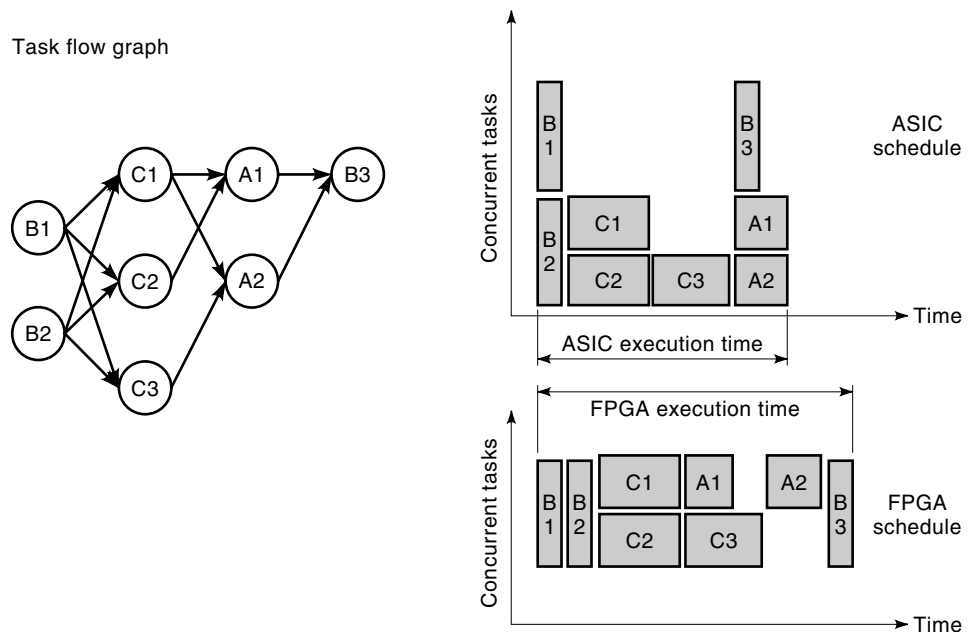 Task flow graph
B1
B2
C1
C2
C3
A1
A2
B3
Concurrent tasks
B
1
B
2
C1
C2
C3
B
3
A1
A2
ASIC
schedule
Time
ASIC execution time
FPGA execution time
Concurrent tasks
B
1
B
2
C1
C2
A1
C3
A2
B
3
FPGA
schedule
Time